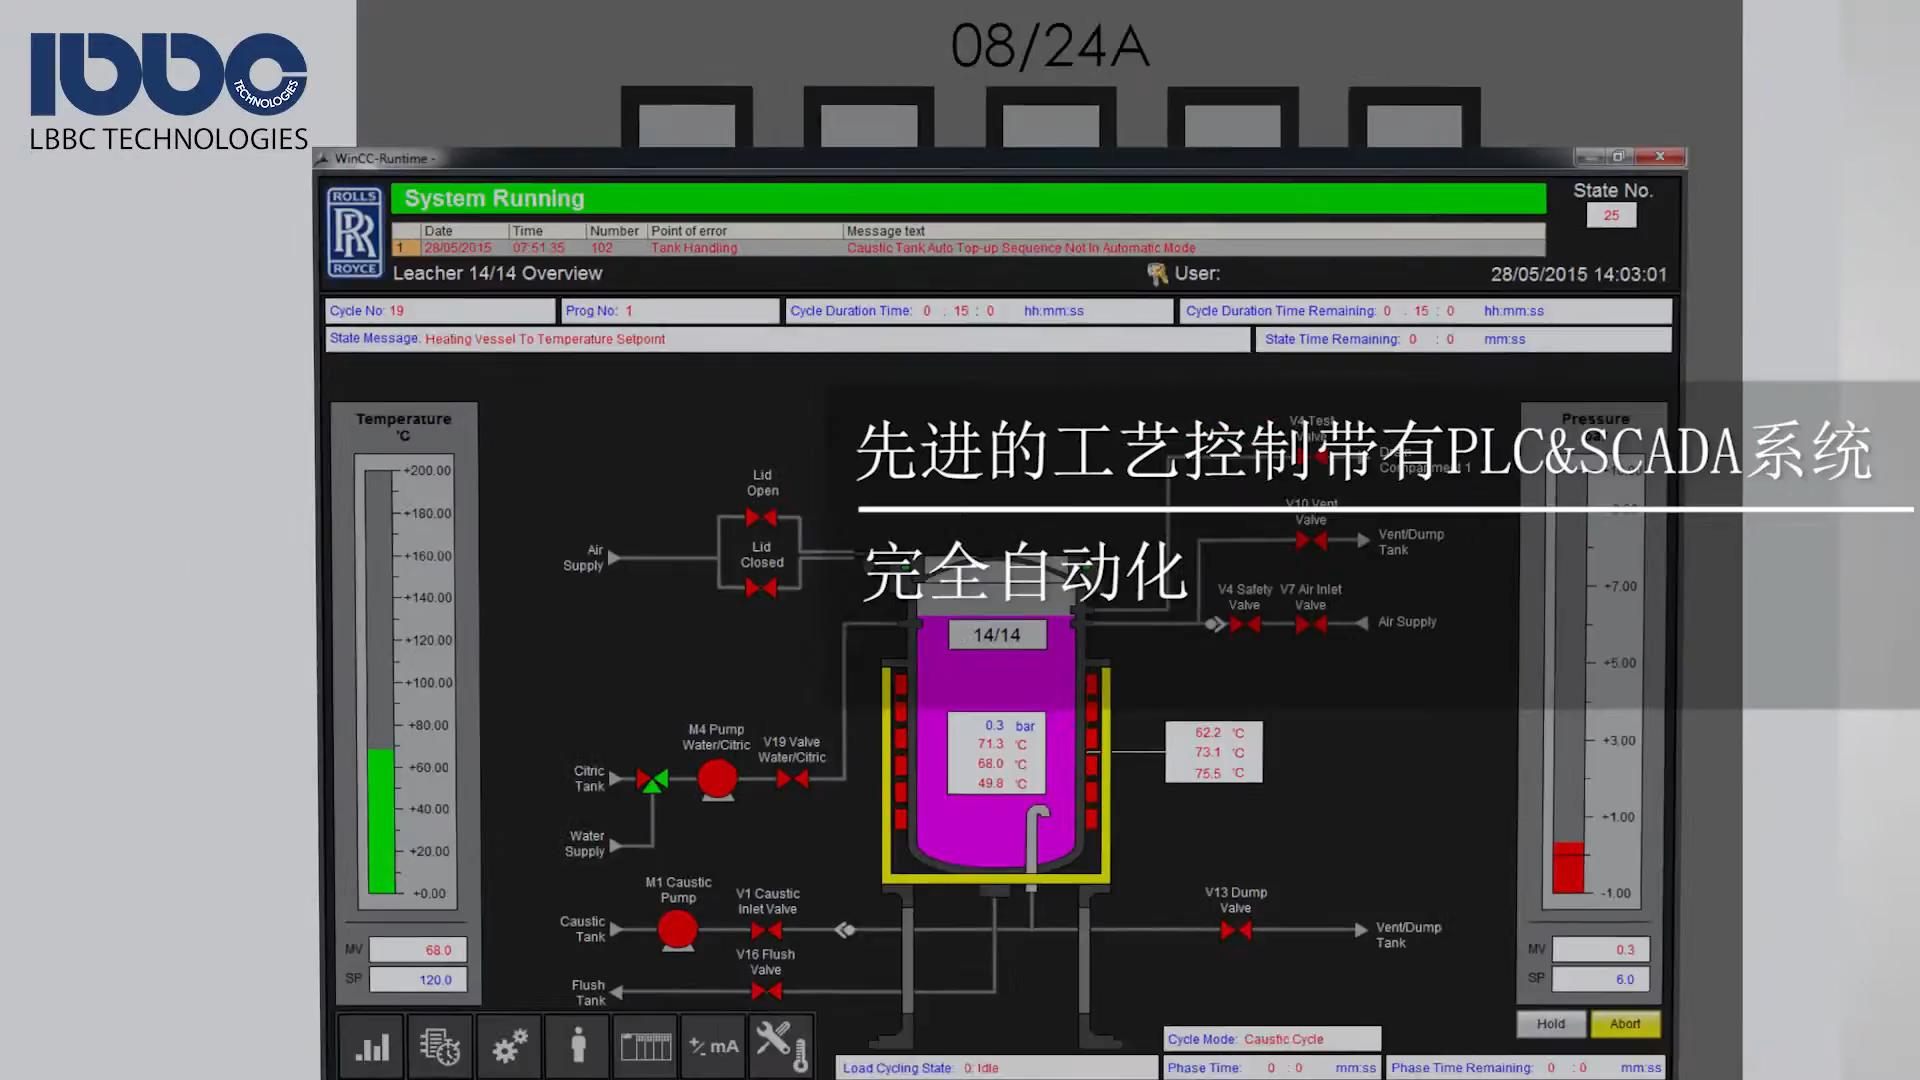 lbbc TECHNOLOGIES
LBBC TECHNOLOGIES
08/24A
WinCC-Runtime -
ROLLS
RR
ROYCE
System Running
State No.
25
Date Time Number Point of error Message text
1 28/05/2015 07:51:35 102 Tank Handling Caustic Tank Auto Top-up Sequence Not In Automatic Mode
Leacher 14/14 Overview
User:
28/05/2015 14:03:01
Cycle No: 19
Prog No: 1
Cycle Duration Time: 0 : 15 : 0 hh:mm:ss
Cycle Duration Time Remaining: 0 : 15 : 0 hh:mm:ss
State Message: Heating Vessel To Temperature Setpoint
State Time Remaining: 0 : 0 mm:ss
先进的工艺控制带有PLC&SCADA系统
完全自动化
Temperature
°C
+200.00
+180.00
+160.00
+140.00
+120.00
+100.00
+80.00
+60.00
+40.00
+20.00
+0.00
MV 68.0
SP 120.0
Lid
Open
Air
Supply
Lid
Closed
V4 Test
Valve
Drain
Compartment 1
V10 Vent
Valve
Vent/Dump
Tank
V4 Safety
Valve
V7 Air Inlet
Valve
Air Supply
14/14
0.3 bar
71.3 °C
68.0 °C
49.8 °C
62.2 °C
73.1 °C
75.5 °C
M4 Pump
Water/Citric
V19 Valve
Water/Citric
Citric
Tank
Water
Supply
M1 Caustic
Pump
V1 Caustic
Inlet Valve
Caustic
Tank
V16 Flush
Valve
Flush
Tank
V13 Dump
Valve
Vent/Dump
Tank
Pressure
+7.00
+5.00
+3.00
+1.00
-1.00
MV 0.3
SP 6.0
Hold
Abort
+/- mA
Cycle Mode: Caustic Cycle
Load Cycling State: 0: Idle
Phase Time: 0 : 0 mm:ss
Phase Time Remaining: 0 : 0 mm:ss